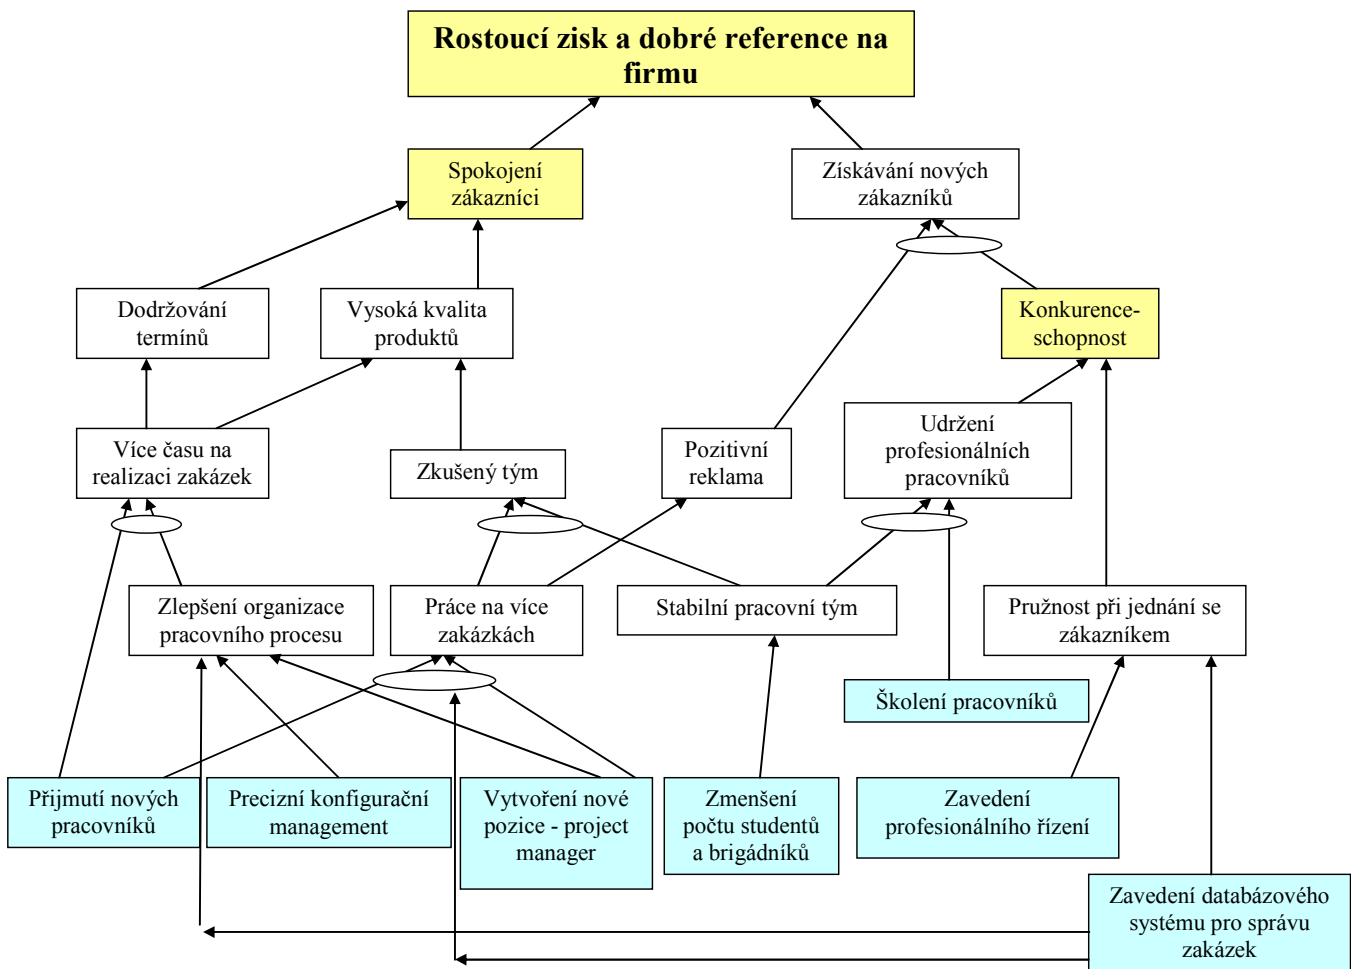 Rostoucí zisk a dobré reference na
firmu
Spokojení
zákazníci
Získávání nových
zákazníků
Dodržování
termínů
Vysoká kvalita
produktů
Konkurence-
schopnost
Více času na
realizaci zakázek
Zkušený tým
Pozitivní
reklama
Udržení
profesionálních
pracovníků
Zlepšení organizace
pracovního procesu
Práce na více
zakázkách
Stabilní pracovní tým
Pružnost při jednání se
zákazníkem
Školení pracovníků
Přijmutí nových
pracovníků
Precizní konfigurační
management
Vytvoření nové
pozice - project
manager
Zmenšení
počtu studentů
a brigádníků
Zavedení
profesionálního řízení
Zavedení databázového
systému pro správu
zakázek